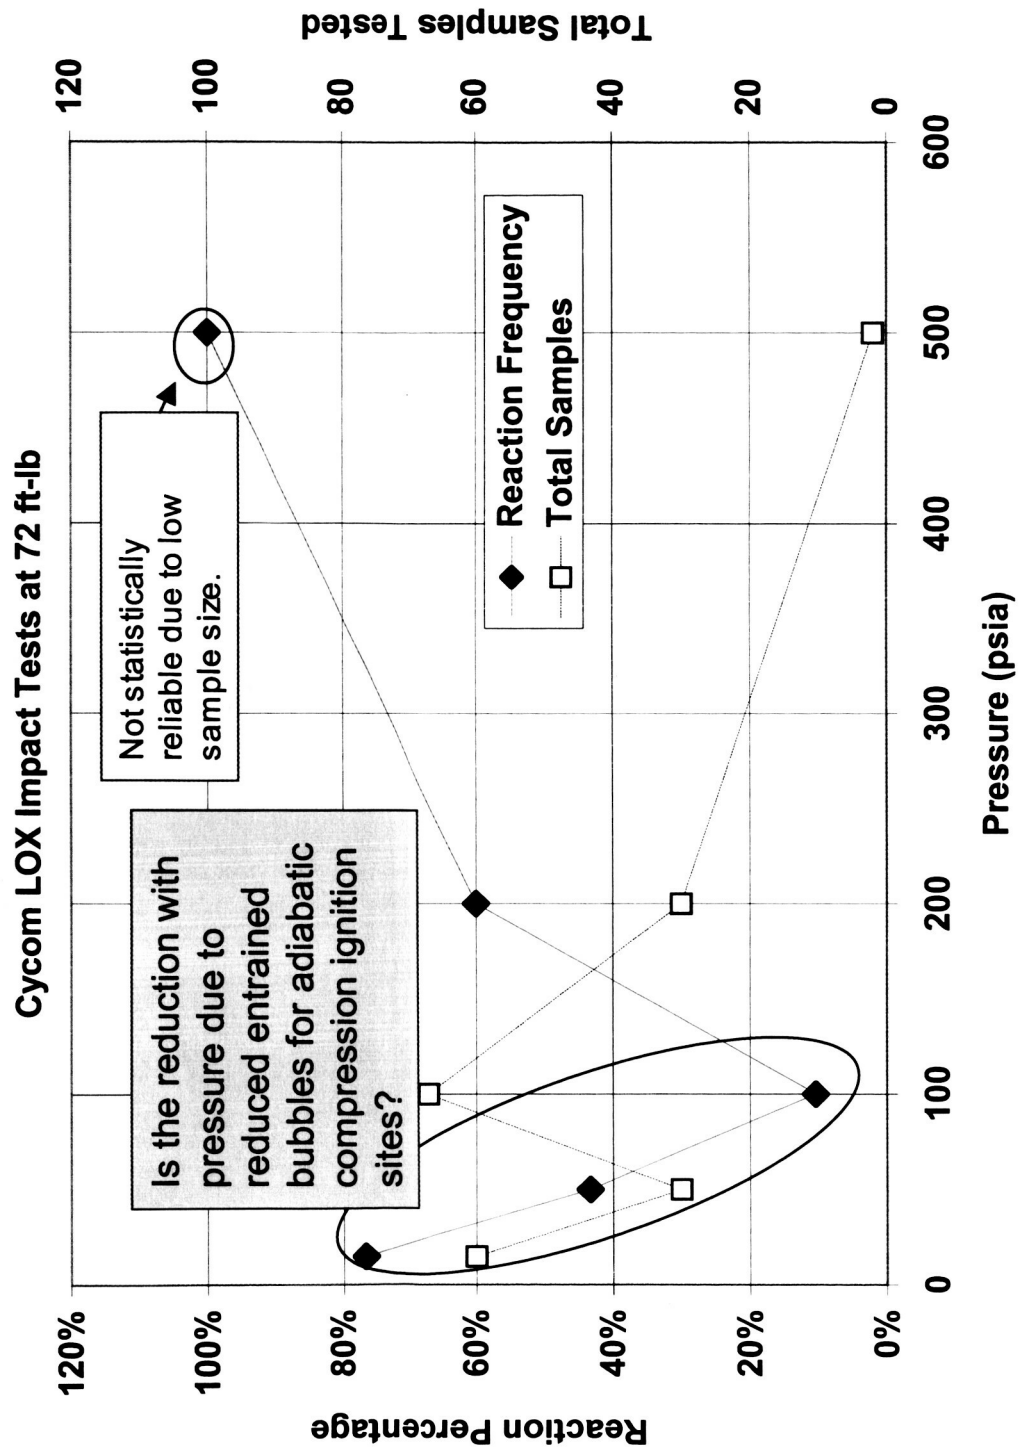 Cycom LOX Impact Tests at 72 ft-lb
Reaction Percentage
120%
100%
80%
60%
40%
20%
0%
Total Samples Tested
120
100
80
60
40
20
0
Is the reduction with
pressure due to
reduced entrained
bubbles for adiabatic
compression ignition
sites?
Not statistically
reliable due to low
sample size.
Reaction Frequency
Total Samples
0
100
200
300
400
500
600
Pressure (psia)